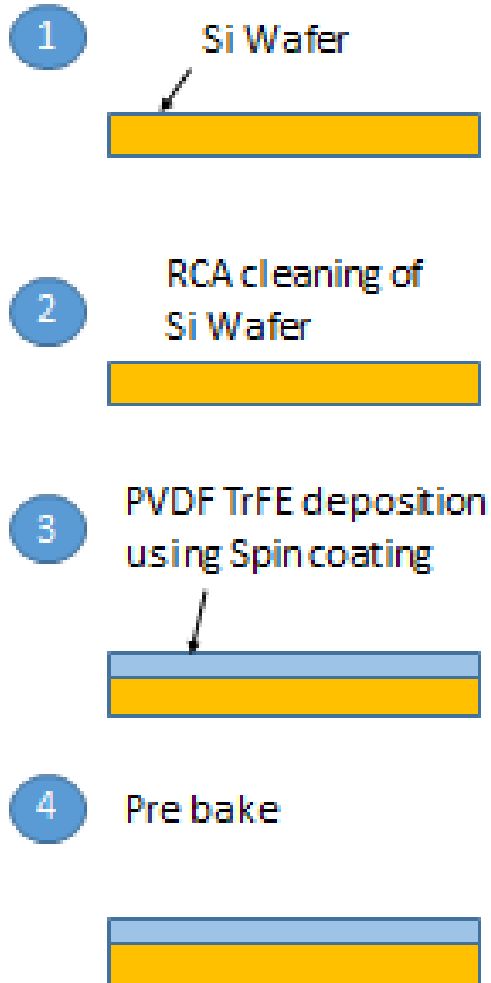 1
Si Wafer
2
RCA cleaning of
Si Wafer
3
PVDF TrFE deposition
using Spin coating
4
Pre bake